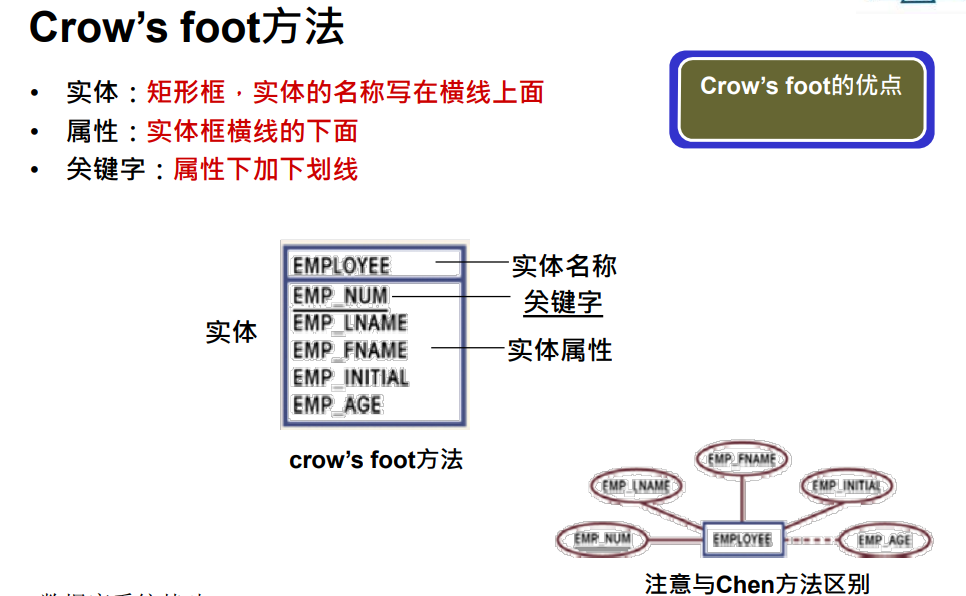 Crow’s foot方法
• 实体：矩形框，实体的名称写在横线上面
• 属性：实体框横线的下面
• 关键字：属性下加下划线
Crow’s foot的优点
EMPLOYEE
实体名称
EMP_NUM
关键字
EMP_LNAME
实体
EMP_FNAME
实体属性
EMP_INITIAL
EMP_AGE
crow’s foot方法
EMP_FNAME
EMP_LNAME
EMP_INITIAL
EMP_NUM
EMPLOYEE
EMP_AGE
注意与Chen方法区别